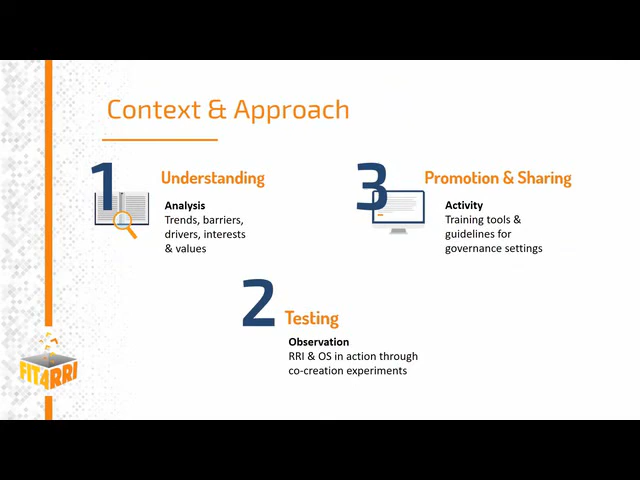 Context & Approach
1
Understanding
Analysis
Trends, barriers,
drivers, interests
& values
3
Promotion & Sharing
Activity
Training tools &
guidelines for
governance settings
2
Testing
Observation
RRI & OS in action through
co-creation experiments
FIT4RRI